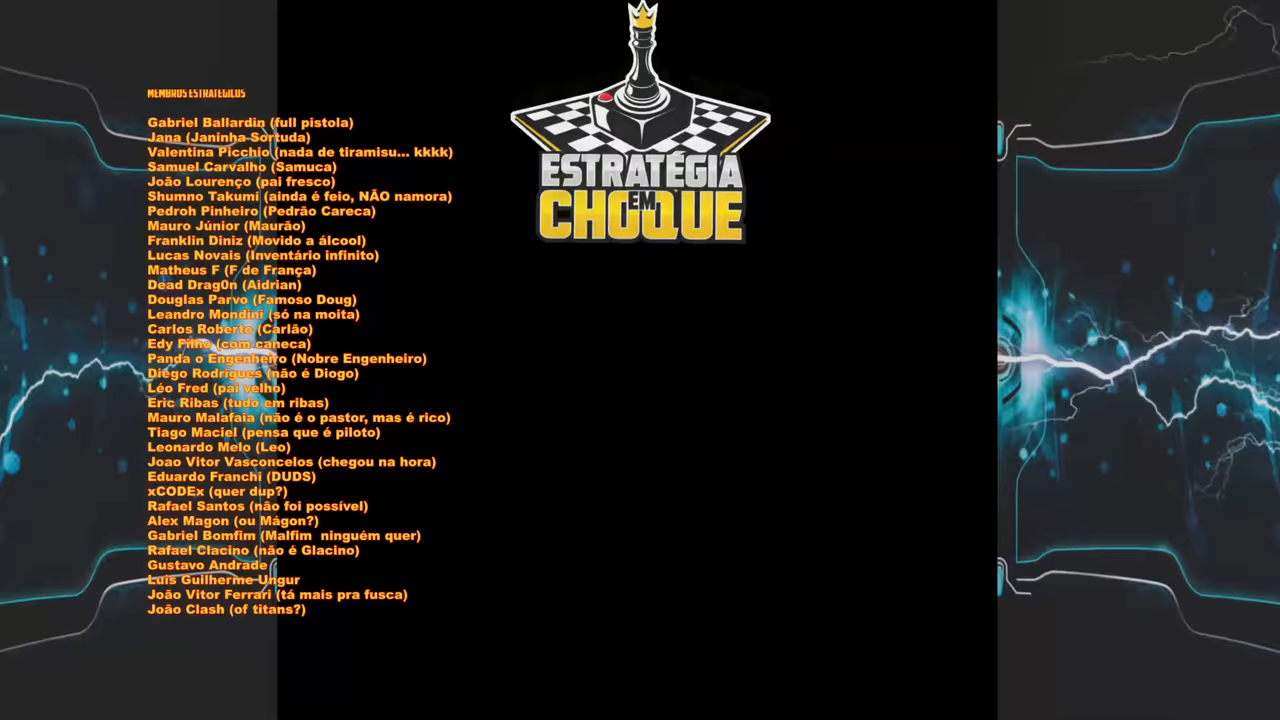 MEMBROS ESTRATÉGICOS
Gabriel Ballardin (full pistola)
Jana (Janinha Sortuda)
Valentina Picchio (nada de tiramisu... kkkk)
Samuel Carvalho (Samuca)
João Lourenço (pai fresco)
Shumno Takumi (ainda é feio, NÃO namora)
Pedroh Pinheiro (Pedrão Careca)
Mauro Júnior (Maurão)
Franklin Diniz (Movido a álcool)
Lucas Novais (Inventário infinito)
Matheus F (F de França)
Dead Drag0n (Aidrian)
Douglas Parvo (Famoso Doug)
Leandro Mondini (só na moita)
Carlos Roberto (Carlão)
Edy Filho (com caneca)
Panda o Engenheiro (Nobre Engenheiro)
Diego Rodrigues (não é Diogo)
Léo Fred (pai velho)
Eric Ribas (tudo em ribas)
Mauro Malafaia (não é o pastor, mas é rico)
Tiago Maciel (pensa que é piloto)
Leonardo Melo (Leo)
Joao Vitor Vasconcelos (chegou na hora)
Eduardo Franchi (DUDS)
xCODEx (quer dup?)
Rafael Santos (não foi possível)
Alex Magon (ou Mágon?)
Gabriel Bomfim (Malfim  ninguém quer)
Rafael Clacino (não é Glacino)
Gustavo Andrade
Luis Guilherme Ungur
João Vitor Ferrari (tá mais pra fusca)
João Clash (of titans?)
ESTRATÉGIA
EM
CHOQUE